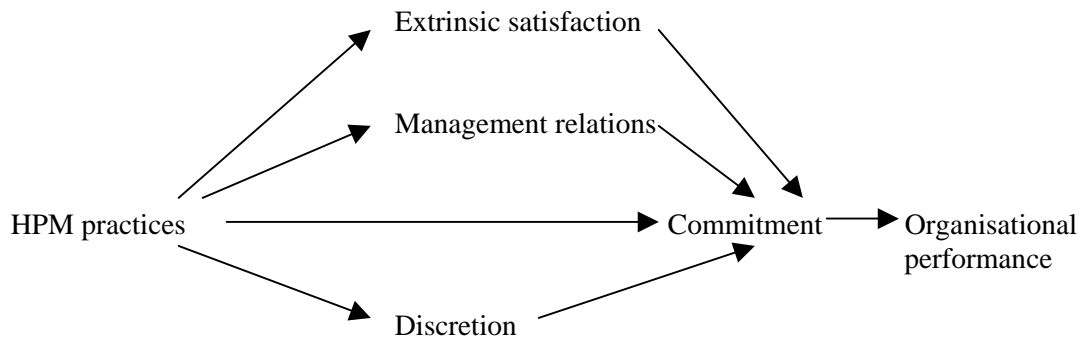 Extrinsic satisfaction
Management relations
HPM practices
Commitment
Organisational
performance
Discretion